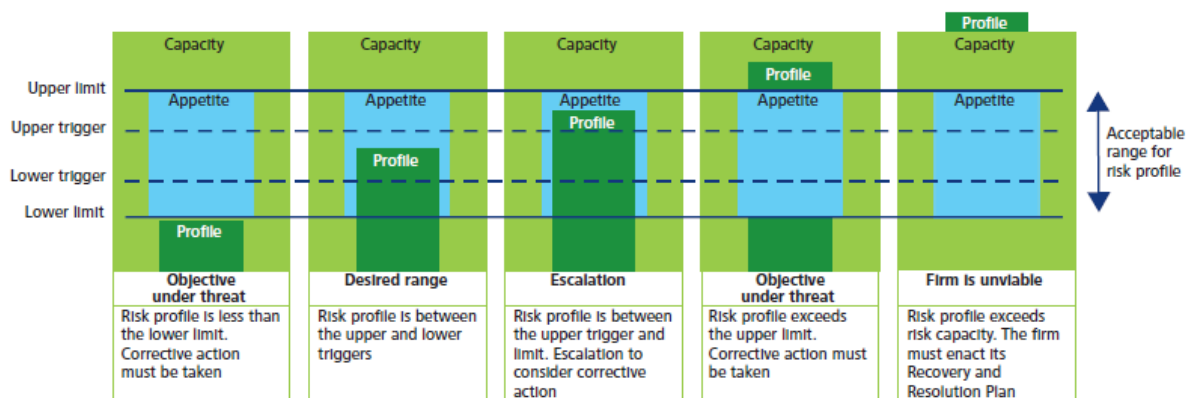 Profile
Capacity
Capacity
Capacity
Capacity
Capacity
Profile
Upper limit
Appetite
Appetite
Appetite
Appetite
Appetite
Upper trigger
Profile
Acceptable
range for
risk profile
Profile
Lower trigger
Lower limit
Profile
Objective
under threat
Risk profile is less than
the lower limit.
Corrective action
must be taken
Desired range
Risk profile is between
the upper and lower
triggers
Escalation
Risk profile is between
the upper trigger and
limit. Escalation to
consider corrective
action
Objective
under threat
Risk profile exceeds
the upper limit.
Corrective action must
be taken
Firm is unviable
Risk profile exceeds
risk capacity. The firm
must enact its
Recovery and
Resolution Plan